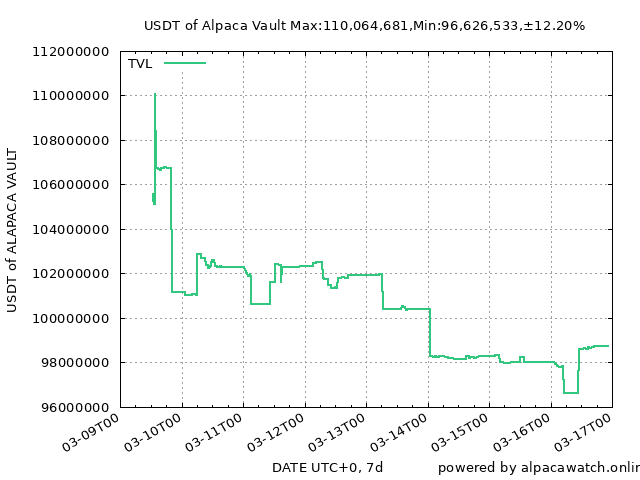 USDT of Alpaca Vault Max:110,064,681,Min:96,626,533,±12.20%
TVL
112000000
110000000
108000000
106000000
104000000
102000000
100000000
98000000
96000000
USDT of ALAPACA VAULT
03-09T00
03-10T00
03-11T00
03-12T00
03-13T00
03-14T00
03-15T00
03-16T00
03-17T00
DATE UTC+0, 7d
powered by alpacawatch.onlin